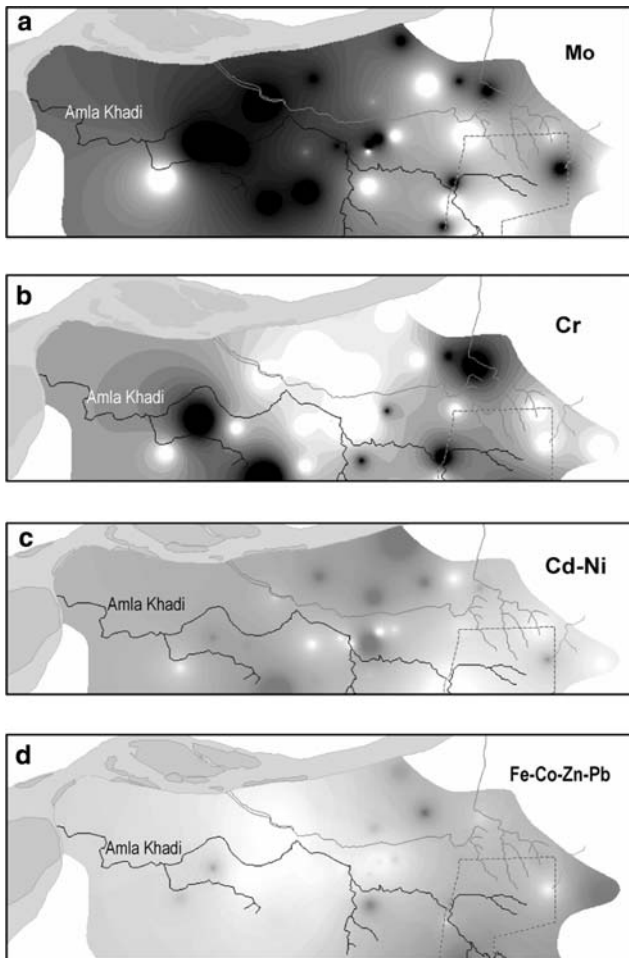 a
Mo
Amla Khadi
b
Cr
Amla Khadi
c
Cd-Ni
Amla Khadi
d
Fe-Co-Zn-Pb
Amla Khadi